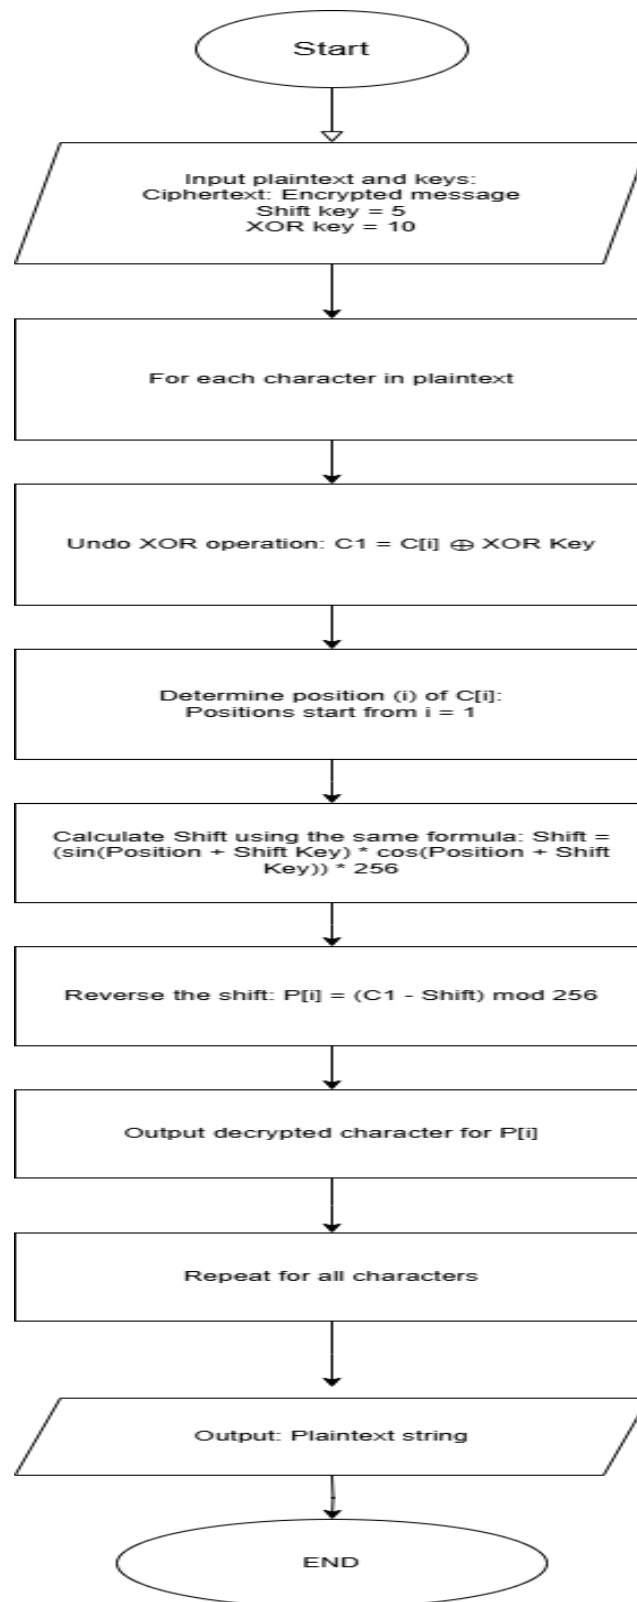 Start
Input plaintext and keys:
Ciphertext: Encrypted message
Shift key = 5
XOR key = 10
For each character in plaintext
Undo XOR operation: C1 = C[i] ⊕ XOR Key
Determine position (i) of C[i]:
Positions start from i = 1
Calculate Shift using the same formula: Shift =
(sin(Position + Shift Key) * cos(Position + Shift
Key)) * 256
Reverse the shift: P[i] = (C1 - Shift) mod 256
Output decrypted character for P[i]
Repeat for all characters
Output: Plaintext string
END